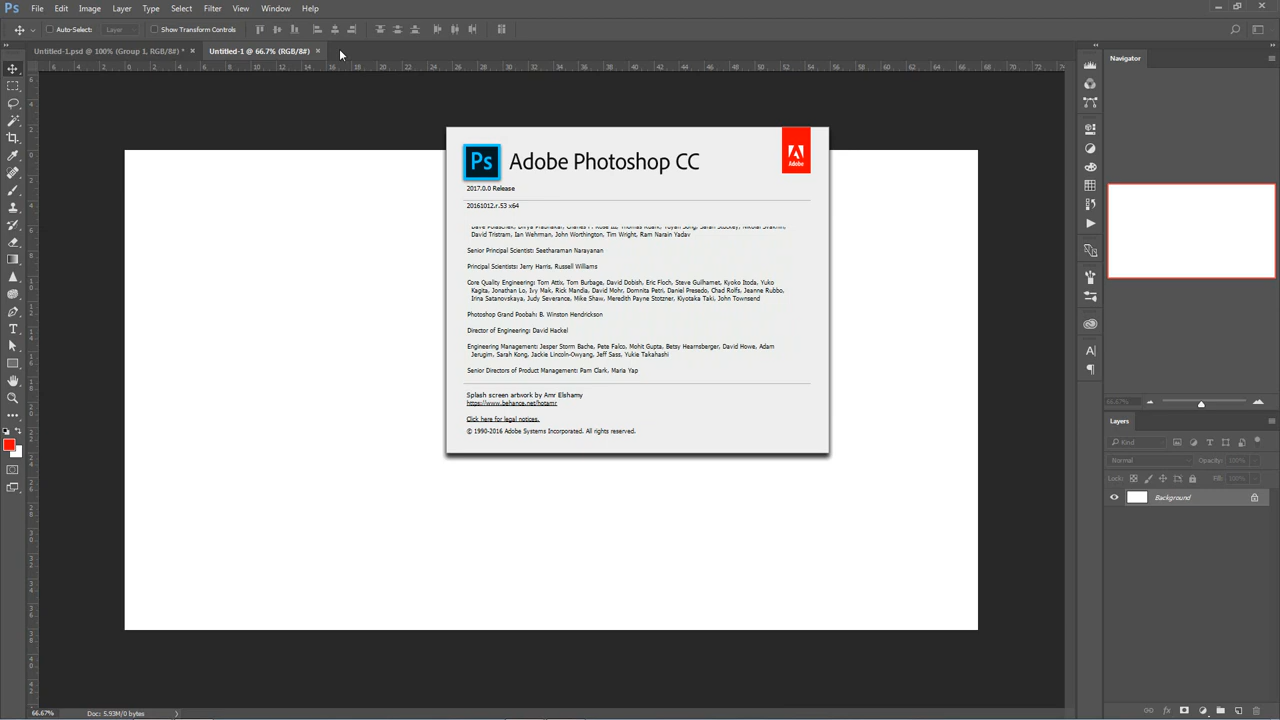 Ps File Edit Image Layer Type Select Filter View Window Help
Auto-Select: Layer Show Transform Controls
Untitled-1.psd @ 100% (Group 1, RGB/8#) * × Untitled-1 @ 66.7% (RGB/8#) ×
Navigator
Ps Adobe Photoshop CC
Adobe
2017.0.0 Release
20161012.r.53 x64
David Tristram, Ian Wehrman, John Worthington, Tim Wright, Ram Narain Yadav
Senior Principal Scientist: Seetharaman Narayanan
Principal Scientists: Jerry Harris, Russell Williams
Core Quality Engineering: Tom Attix, Tom Burbage, David Dobish, Eric Floch, Steve Guilhamet, Kyoko Itoda, Yuko
Kagita, Jonathan Lo, Ivy Mak, Rick Mandia, David Mohr, Domnita Petri, Daniel Presedo, Chad Rolfs, Jeanne Rubbo,
Irina Satanovskaya, Judy Severance, Mike Shaw, Meredith Payne Stotzner, Kiyotaka Taki, John Townsend
Photoshop Grand Poobah: B. Winston Hendrickson
Director of Engineering: David Hackel
Engineering Management: Jesper Storm Bache, Pete Falco, Mohit Gupta, Betsy Hearnsberger, David Howe, Adam
Jerugim, Sarah Kong, Jackie Lincoln-Owyang, Jeff Sass, Yukie Takahashi
Senior Directors of Product Management: Pam Clark, Maria Yap
Splash screen artwork by Amr Elshamy
https://www.behance.net/hotamr
Click here for legal notices.
© 1990-2016 Adobe Systems Incorporated. All rights reserved.
66.67%
Layers
Kind
Normal Opacity: 100%
Lock: Fill: 100%
Background
66.67% Doc: 5.93M/0 bytes